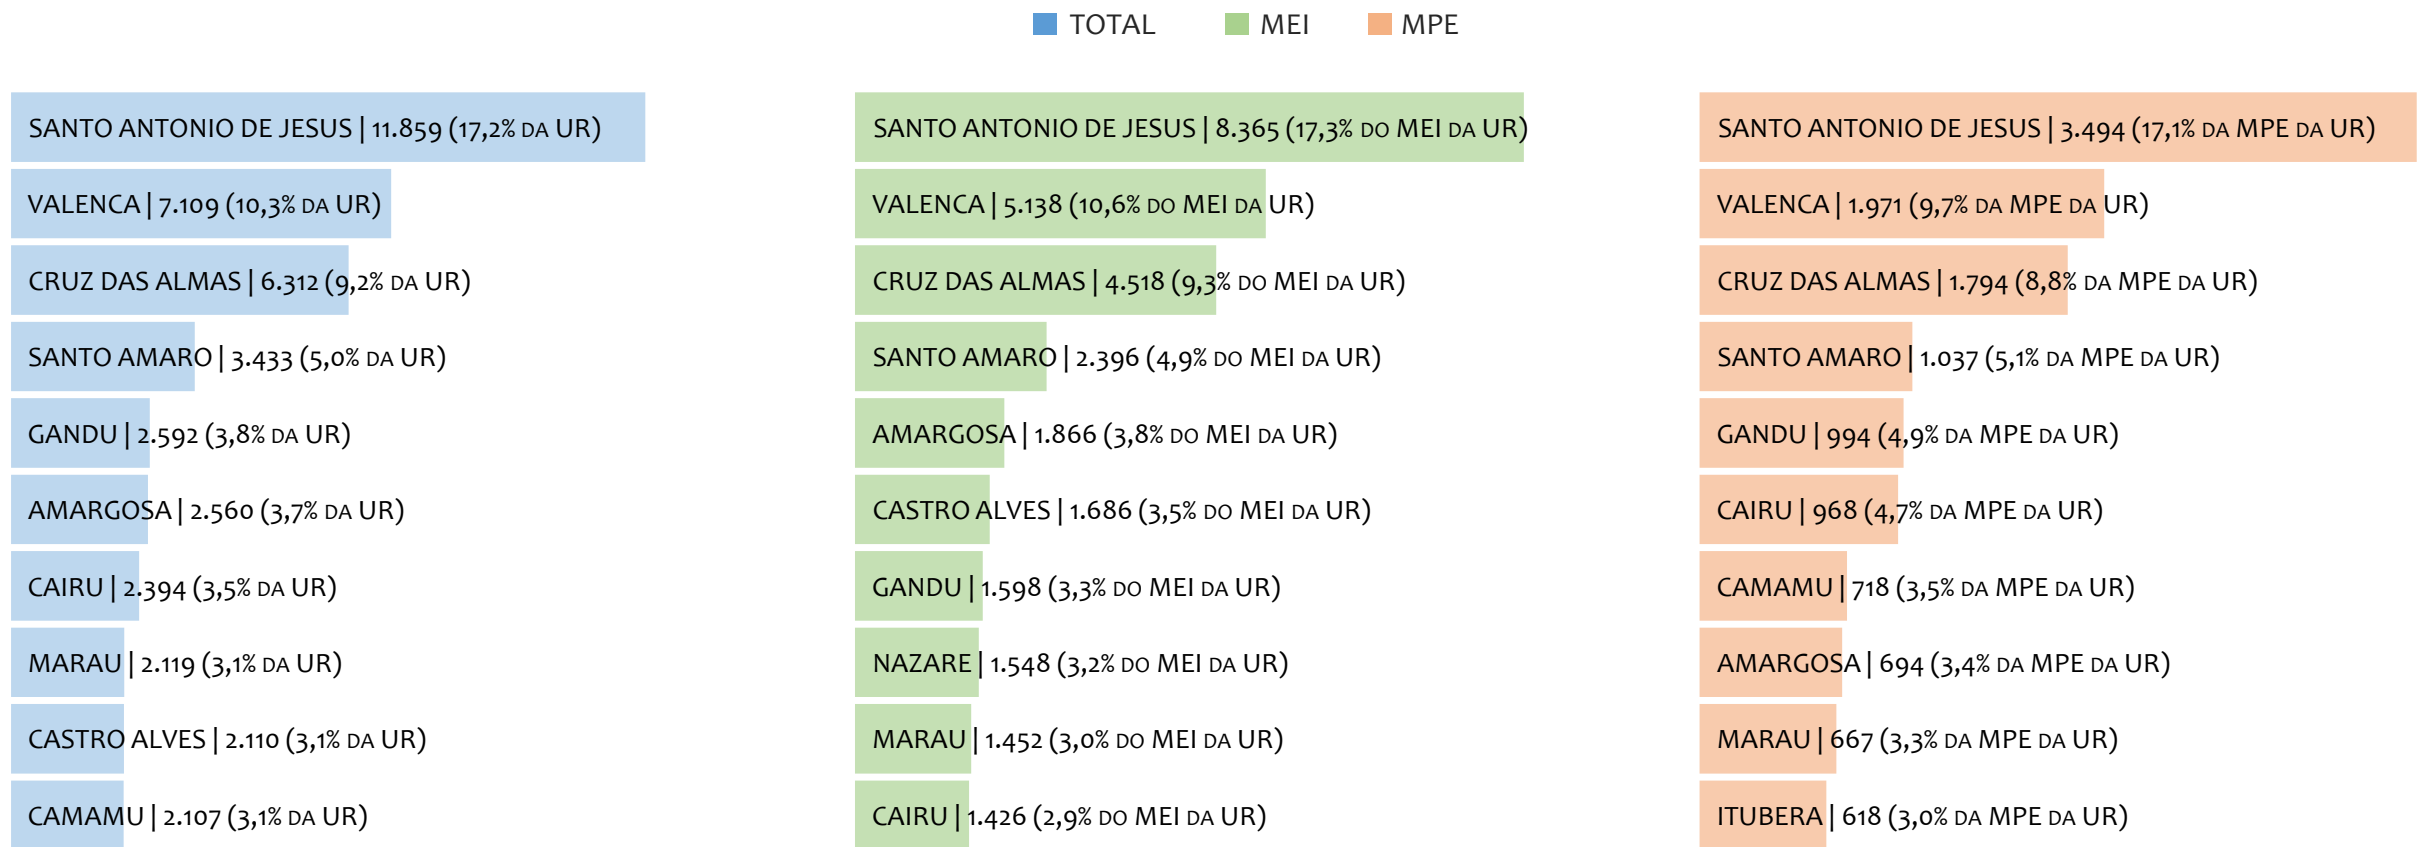 TOTAL MEI MPE
SANTO ANTONIO DE JESUS | 11.859 (17,2% DA UR)
VALENCA | 7.109 (10,3% DA UR)
CRUZ DAS ALMAS | 6.312 (9,2% DA UR)
SANTO AMARO | 3.433 (5,0% DA UR)
GANDU | 2.592 (3,8% DA UR)
AMARGOSA | 2.560 (3,7% DA UR)
CAIRU | 2.394 (3,5% DA UR)
MARAU | 2.119 (3,1% DA UR)
CASTRO ALVES | 2.110 (3,1% DA UR)
CAMAMU | 2.107 (3,1% DA UR)
SANTO ANTONIO DE JESUS | 8.365 (17,3% DO MEI DA UR)
VALENCA | 5.138 (10,6% DO MEI DA UR)
CRUZ DAS ALMAS | 4.518 (9,3% DO MEI DA UR)
SANTO AMARO | 2.396 (4,9% DO MEI DA UR)
AMARGOSA | 1.866 (3,8% DO MEI DA UR)
CASTRO ALVES | 1.686 (3,5% DO MEI DA UR)
GANDU | 1.598 (3,3% DO MEI DA UR)
NAZARE | 1.548 (3,2% DO MEI DA UR)
MARAU | 1.452 (3,0% DO MEI DA UR)
CAIRU | 1.426 (2,9% DO MEI DA UR)
SANTO ANTONIO DE JESUS | 3.494 (17,1% DA MPE DA UR)
VALENCA | 1.971 (9,7% DA MPE DA UR)
CRUZ DAS ALMAS | 1.794 (8,8% DA MPE DA UR)
SANTO AMARO | 1.037 (5,1% DA MPE DA UR)
GANDU | 994 (4,9% DA MPE DA UR)
CAIRU | 968 (4,7% DA MPE DA UR)
CAMAMU | 718 (3,5% DA MPE DA UR)
AMARGOSA | 694 (3,4% DA MPE DA UR)
MARAU | 667 (3,3% DA MPE DA UR)
ITUBERA | 618 (3,0% DA MPE DA UR)